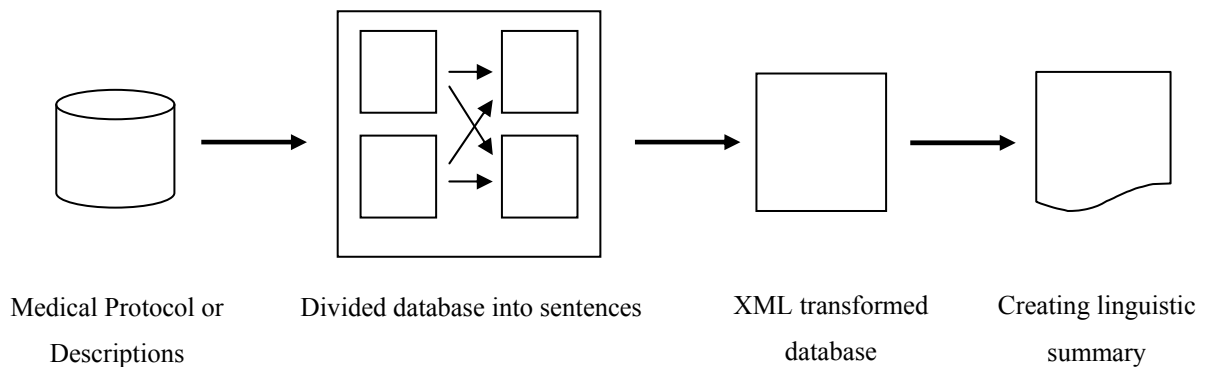 Medical Protocol or
Descriptions
Divided database into sentences
XML transformed
database
Creating linguistic
summary